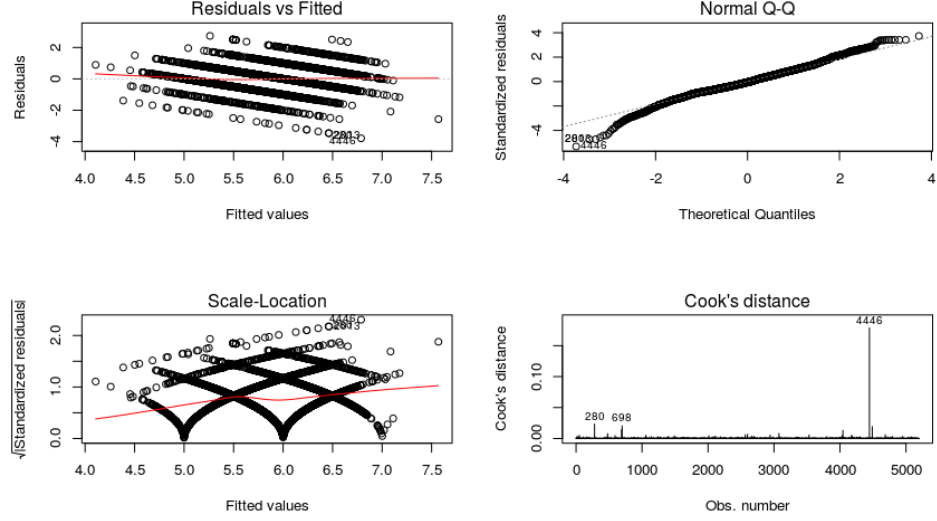 Residuals vs Fitted
Residuals
2
0
-2
-4
4446
4.0 4.5 5.0 5.5 6.0 6.5 7.0 7.5
Fitted values
Normal Q-Q
Standardized residuals
4
2
0
-4
4446
-4 -2 0 2 4
Theoretical Quantiles
Scale-Location
√|Standardized residuals|
2.0
1.0
0.0
4446
4.0 4.5 5.0 5.5 6.0 6.5 7.0 7.5
Fitted values
Cook's distance
Cook's distance
0.10
0.00
280
698
4446
0 1000 2000 3000 4000 5000
Obs. number